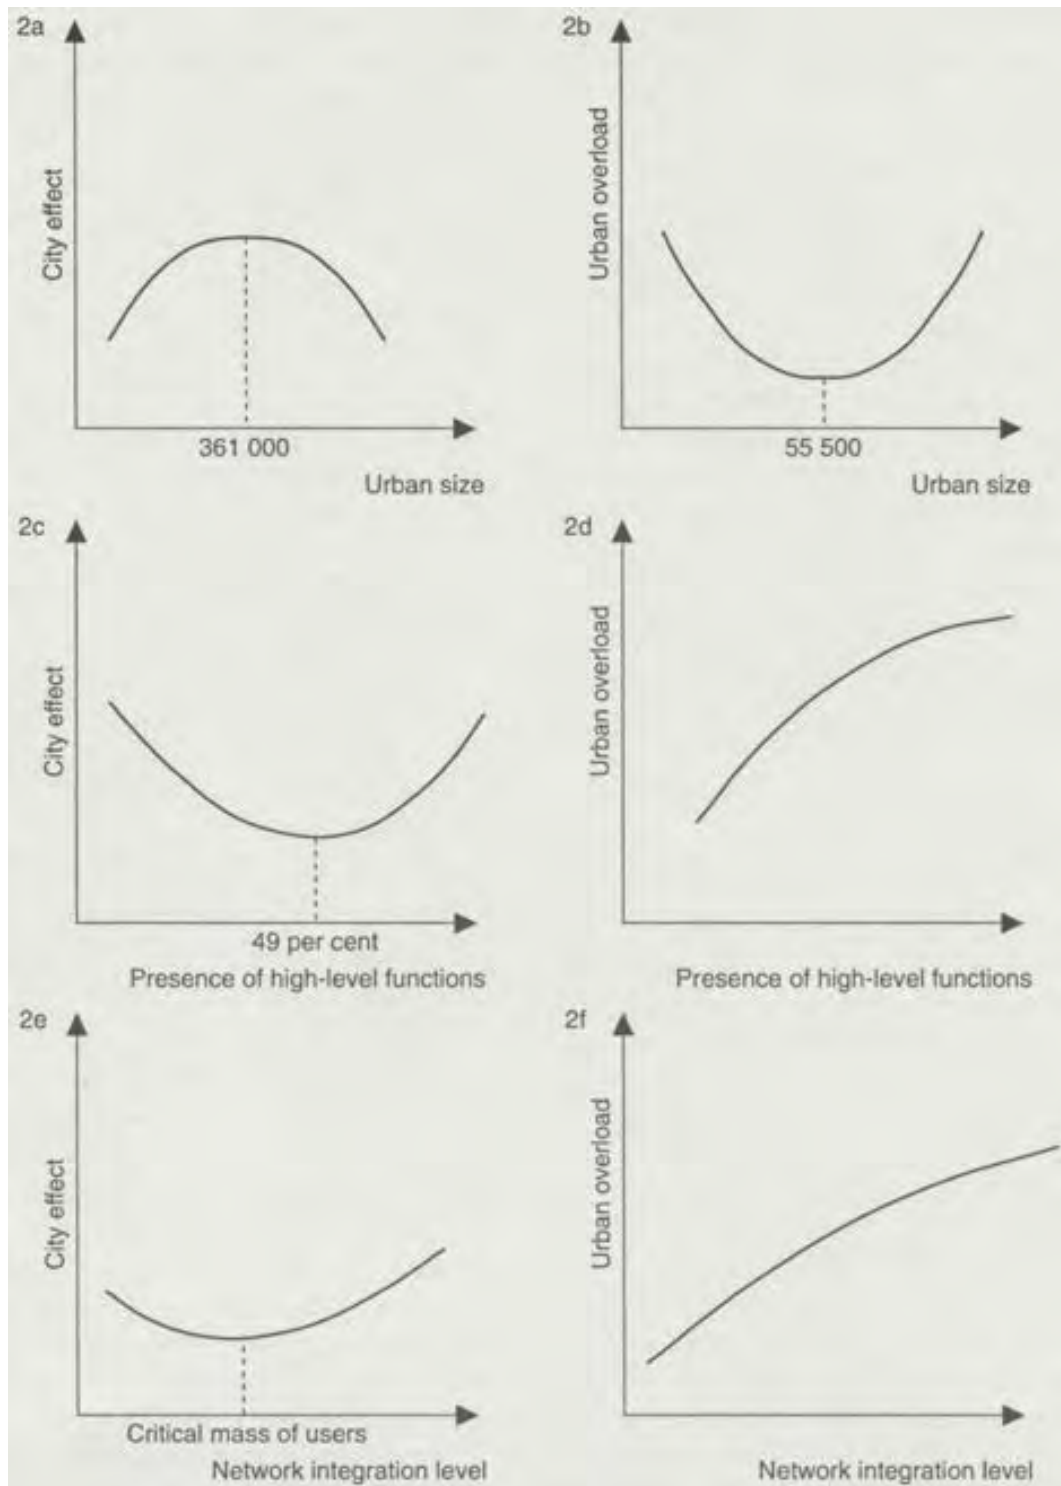 2a
City effect
361 000
Urban size
2b
Urban overload
55 500
Urban size
2c
City effect
49 per cent
Presence of high-level functions
2d
Urban overload
Presence of high-level functions
2e
City effect
Critical mass of users
Network integration level
2f
Urban overload
Network integration level